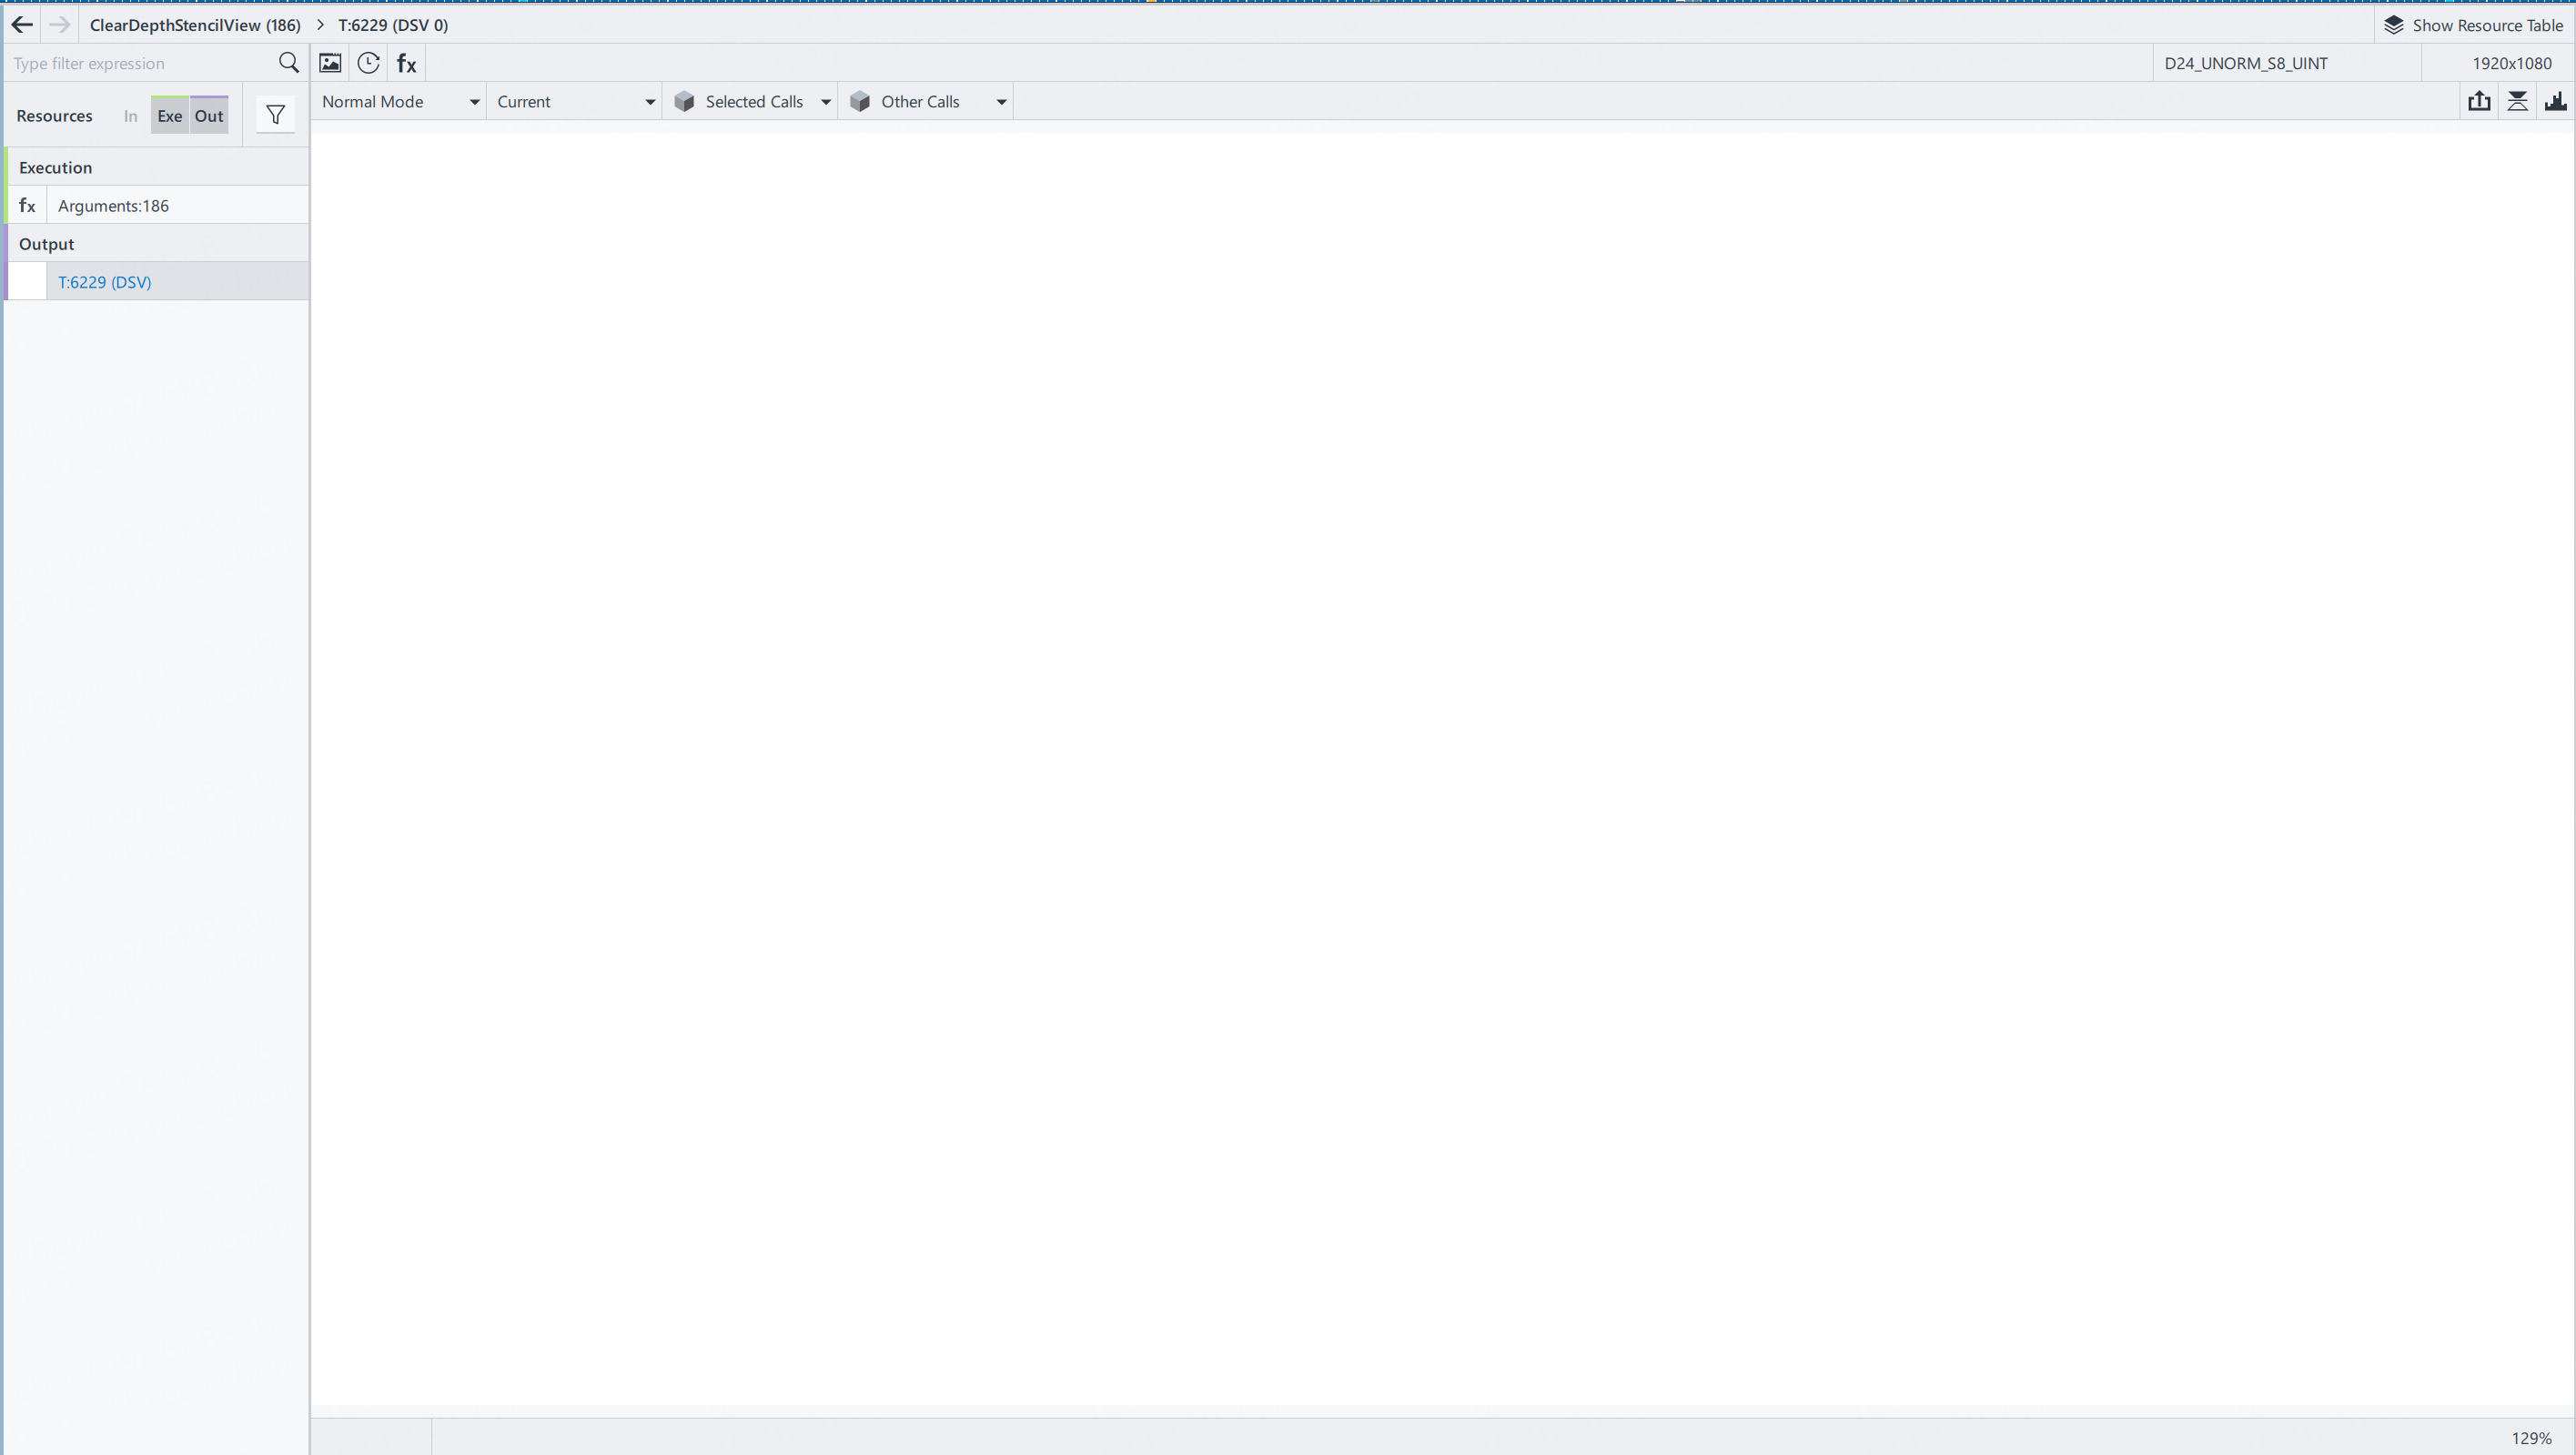 ClearDepthStencilView (186) > T:6229 (DSV 0)
Show Resource Table
Type filter expression
fx
D24_UNORM_S8_UINT
1920x1080
Resources In Exe Out
Normal Mode
Current
Selected Calls
Other Calls
Execution
fx Arguments:186
Output
T:6229 (DSV)
129%